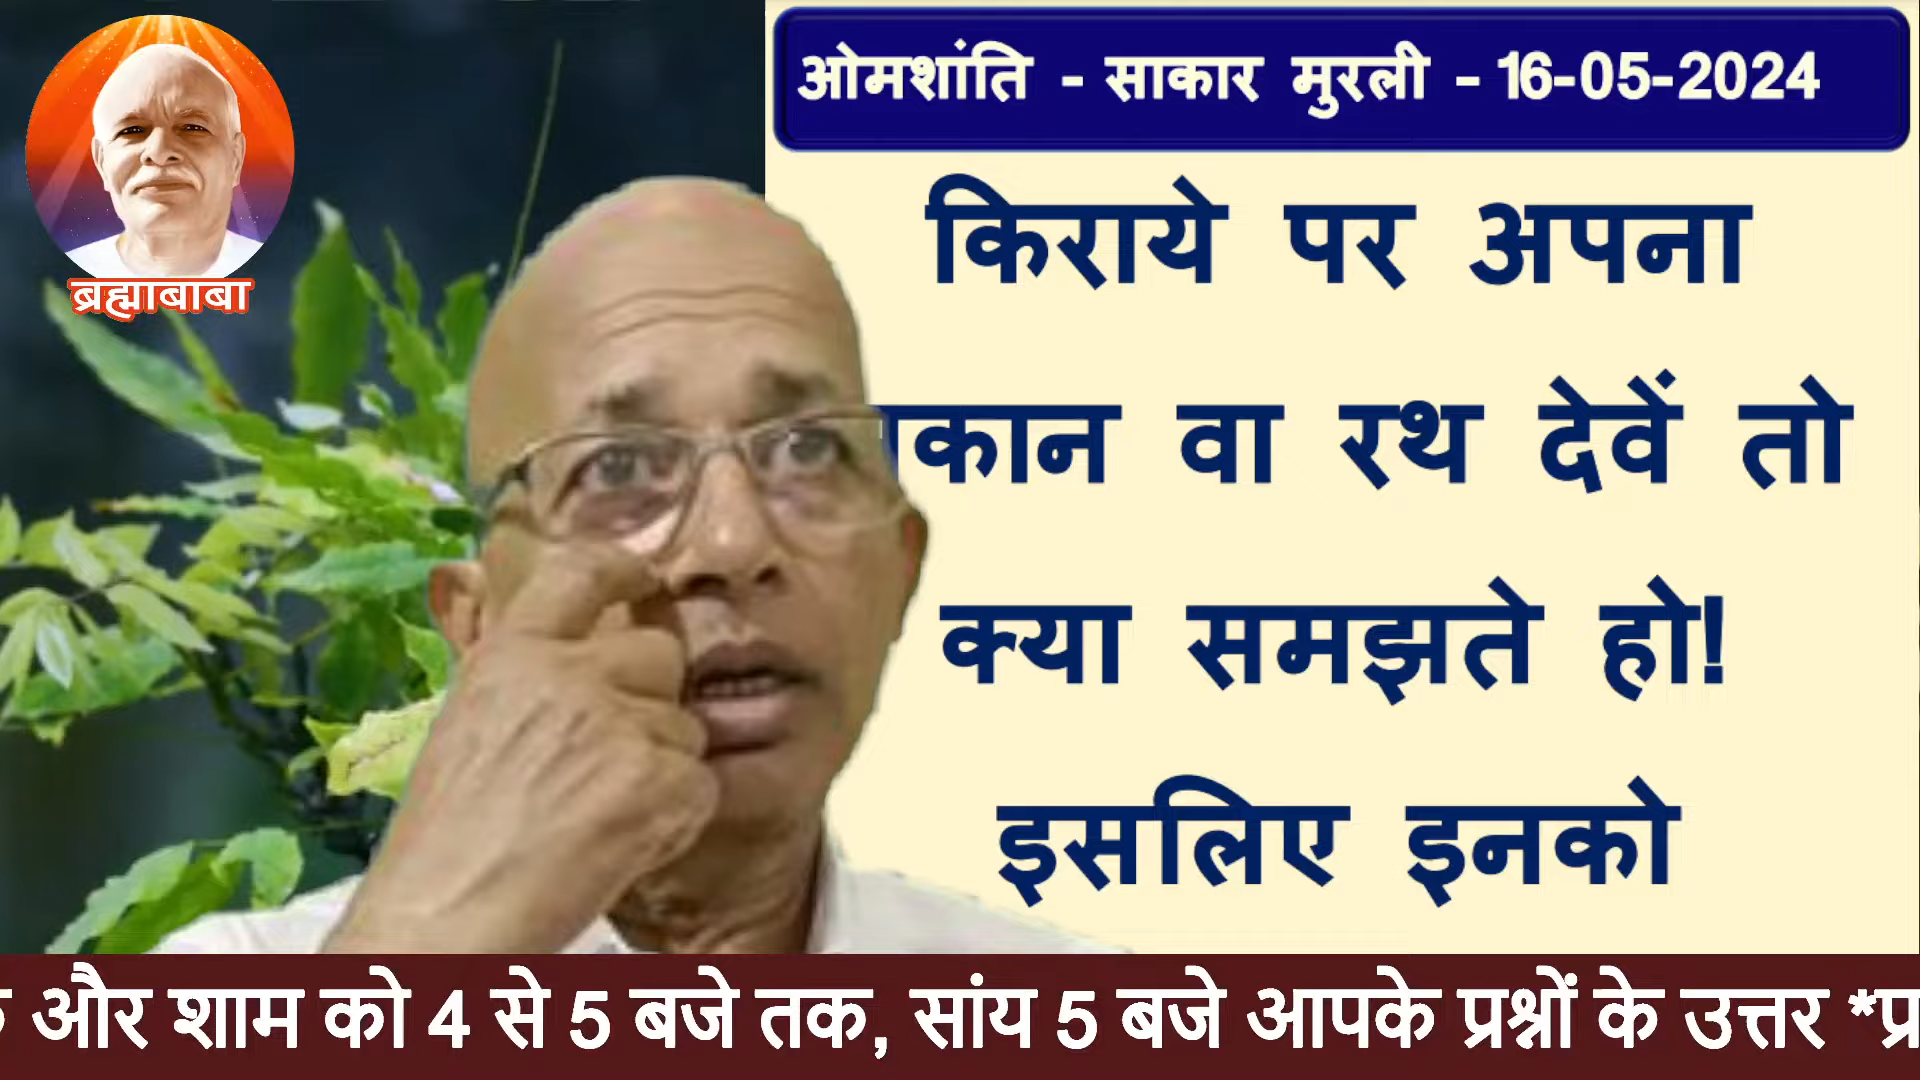 ब्रह्माबाबा
ओमशांति - साकार मुरली - 16-05-2024
किराये पर अपना
वा रथ देवें तो
क्या समझते हो!
इसलिए इनको
और शाम को 4 से 5 बजे तक, सांय 5 बजे आपके प्रश्नों के उत्तर